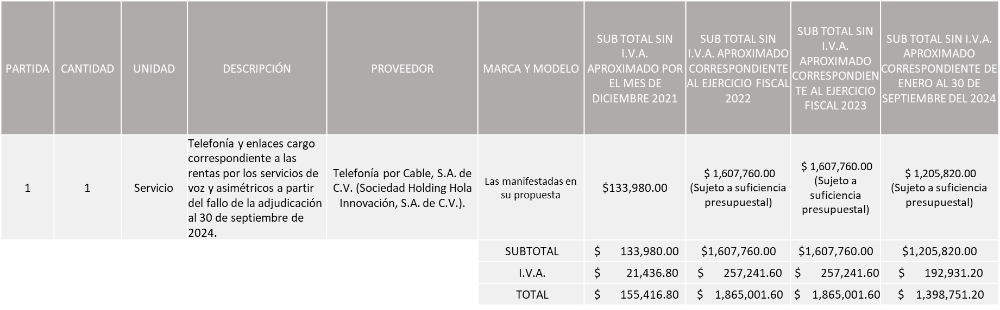 PARTIDA
CANTIDAD
UNIDAD
DESCRIPCIÓN
PROVEEDOR
MARCA Y MODELO
SUB TOTAL SIN
I.V.A.
APROXIMADO POR
EL MES DE
DICIEMBRE 2021
SUB TOTAL SIN
I.V.A. APROXIMADO
CORRESPONDIENTE
AL EJERCICIO FISCAL
2022
SUB TOTAL SIN
I.V.A.
APROXIMADO
CORRESPONDIEN
TE AL EJERCICIO
FISCAL 2023
SUB TOTAL SIN I.V.A.
APROXIMADO
CORRESPONDIENTE DE
ENERO AL 30 DE
SEPTIEMBRE DEL 2024
1
1
Servicio
Telefonía y enlaces cargo
correspondiente a las
rentas por los servicios de
voz y asimétricos a partir
del fallo de la adjudicación
al 30 de septiembre de
2024.
Telefonía por Cable, S.A. de
C.V. (Sociedad Holding Hola
Innovación, S.A. de C.V.).
Las manifestadas en
su propuesta
$133,980.00
$ 1,607,760.00
(Sujeto a suficiencia
presupuestal)
$ 1,607,760.00
(Sujeto a
suficiencia
presupuestal)
$ 1,205,820.00
(Sujeto a suficiencia
presupuestal)
SUBTOTAL $ 133,980.00 $1,607,760.00 $1,607,760.00 $1,205,820.00
I.V.A. $ 21,436.80 $ 257,241.60 $ 257,241.60 $ 192,931.20
TOTAL $ 155,416.80 $ 1,865,001.60 $ 1,865,001.60 $ 1,398,751.20